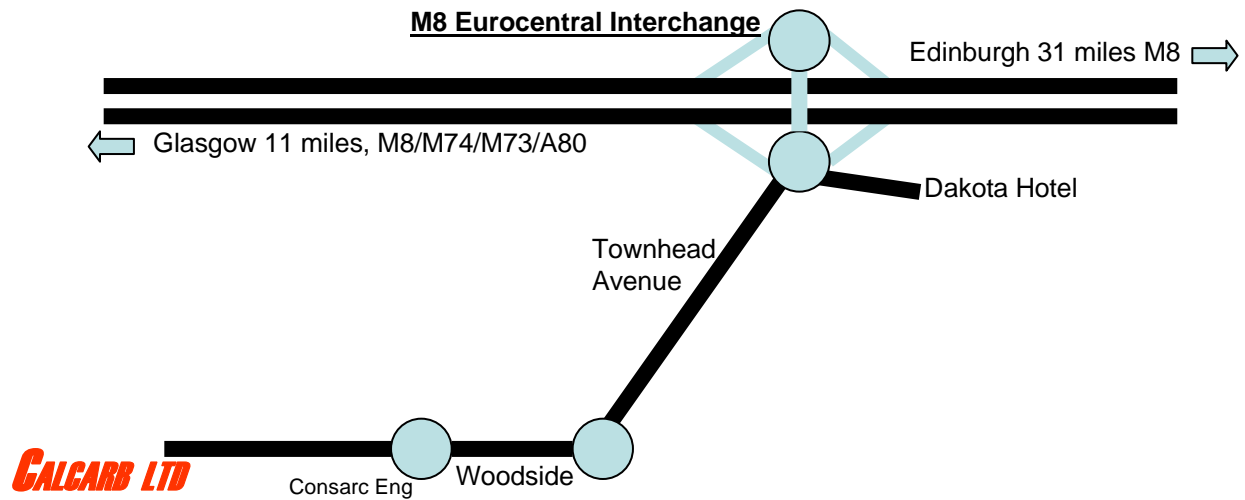 M8 Eurocentral Interchange
Edinburgh 31 miles M8
Glasgow 11 miles, M8/M74/M73/A80
Dakota Hotel
Townhead
Avenue
CALCARB LTD
Consarc Eng
Woodside